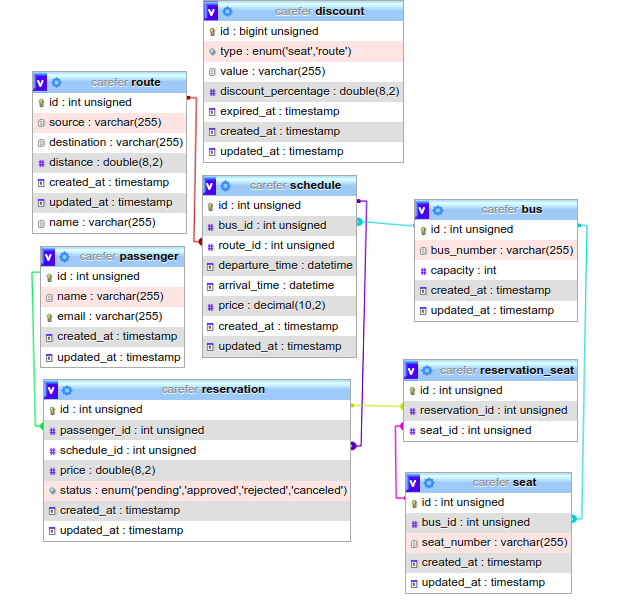 v carefer discount
id : bigint unsigned
type : enum('seat','route')
value : varchar(255)
# discount_percentage : double(8,2)
expired_at : timestamp
created_at : timestamp
updated_at : timestamp
v carefer route
id : int unsigned
source : varchar(255)
destination : varchar(255)
# distance : double(8,2)
created_at : timestamp
updated_at : timestamp
name : varchar(255)
v carefer schedule
id : int unsigned
# bus_id : int unsigned
# route_id : int unsigned
departure_time : datetime
arrival_time : datetime
# price : decimal(10,2)
created_at : timestamp
updated_at : timestamp
v carefer bus
id : int unsigned
bus_number : varchar(255)
# capacity : int
created_at : timestamp
updated_at : timestamp
v carefer passenger
id : int unsigned
name : varchar(255)
email : varchar(255)
created_at : timestamp
updated_at : timestamp
v carefer reservation
id : int unsigned
# passenger_id : int unsigned
# schedule_id : int unsigned
# price : double(8,2)
status : enum('pending','approved','rejected','canceled')
created_at : timestamp
updated_at : timestamp
v carefer reservation_seat
id : int unsigned
# reservation_id : int unsigned
# seat_id : int unsigned
v carefer seat
id : int unsigned
# bus_id : int unsigned
seat_number : varchar(255)
created_at : timestamp
updated_at : timestamp